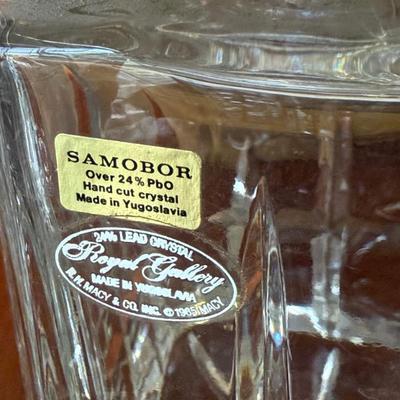 SAMOBOR
Over 24% PbO
Hand cut crystal
Made in Yugoslavia
24% LEAD CRYSTAL
Royal Gallery
MADE IN YUGOSLAVIA
R.H. MACY & CO. INC. © 1985 MACY